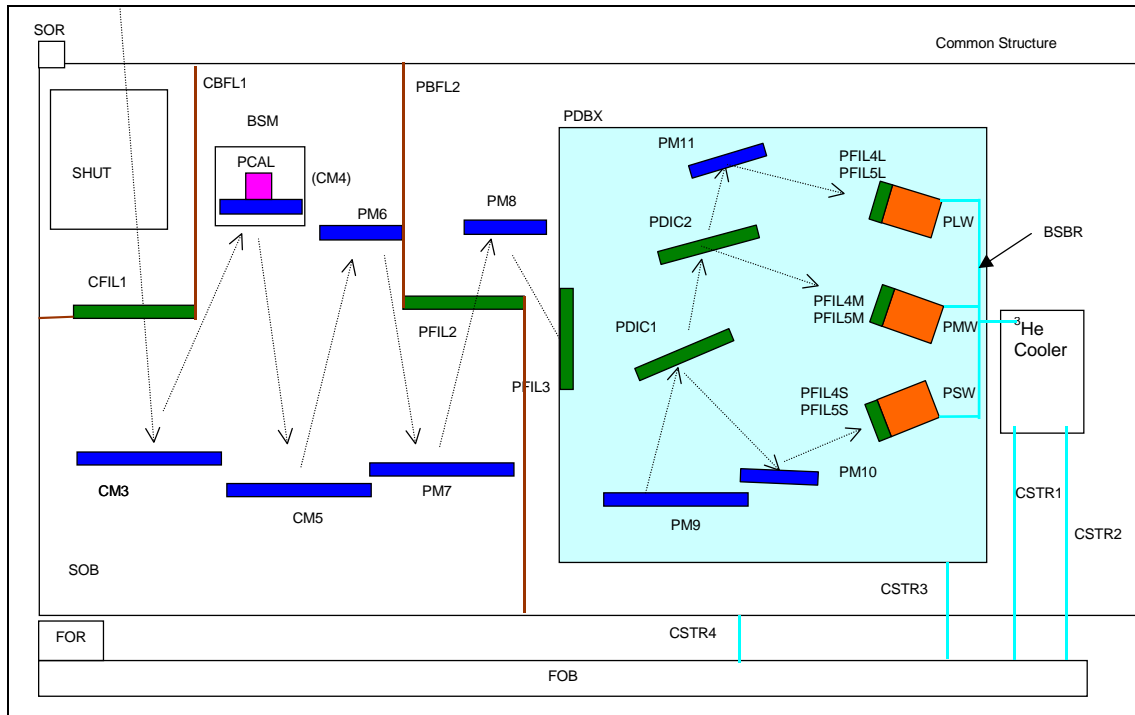 SOR
Common Structure
CBFL1
PBFL2
BSM
PDBX
SHUT
PCAL
(CM4)
PM11
PFIL4L
PFIL5L
PM6
PM8
PLW
BSBR
PDIC2
CFIL1
PFIL4M
PFIL5M
PMW
PFIL2
PDIC1
3He
Cooler
PFIL3
PFIL4S
PFIL5S
PSW
CM3
PM7
PM10
CSTR1
CM5
PM9
CSTR2
SOB
CSTR3
FOR
CSTR4
FOB